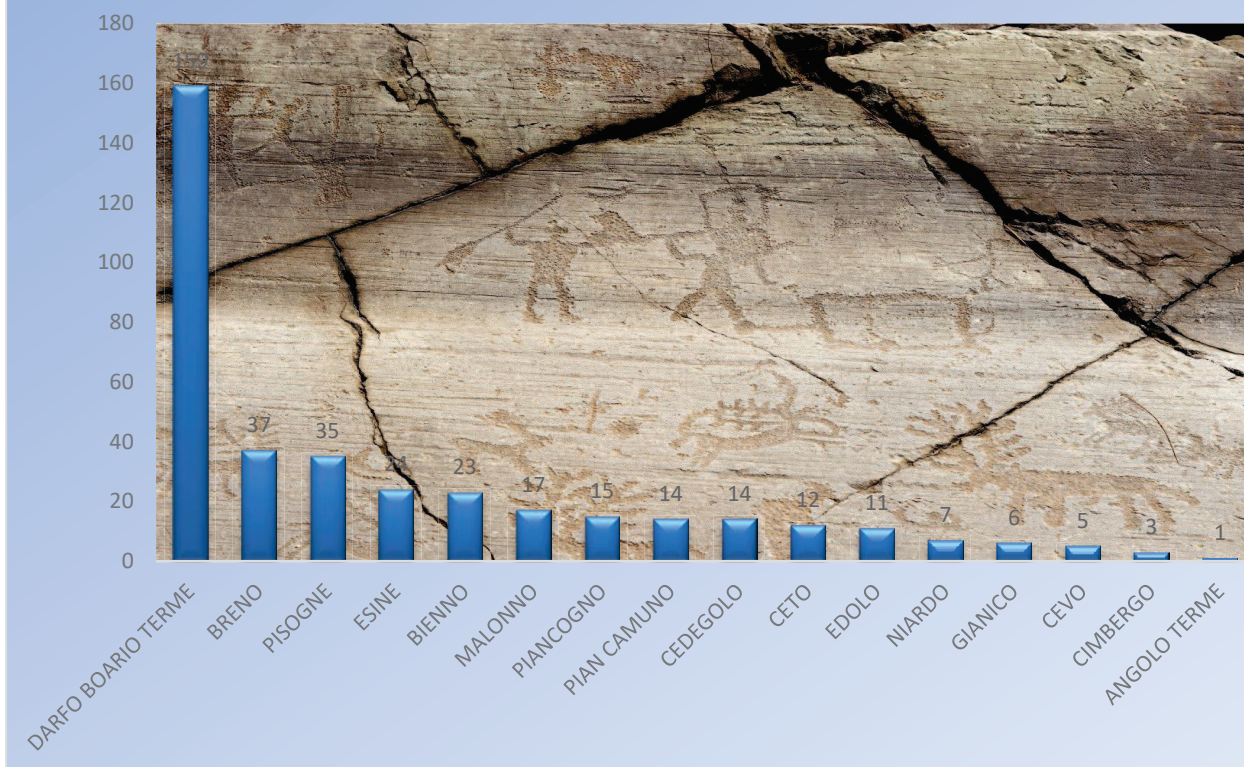 180
160
140
120
100
80
60
40
20
0
159
37
35
24
23
17
15
14
14
12
11
7
6
5
3
1
DARFO BOARIO TERME
BRENO
PISOGNE
ESINE
BIENNO
MALONNO
PIANCOGNO
PIAN CAMUNO
CEDEGOLO
CETO
EDOLO
NIARDO
GIANICO
CEVO
CIMBERGO
ANGOLO TERME